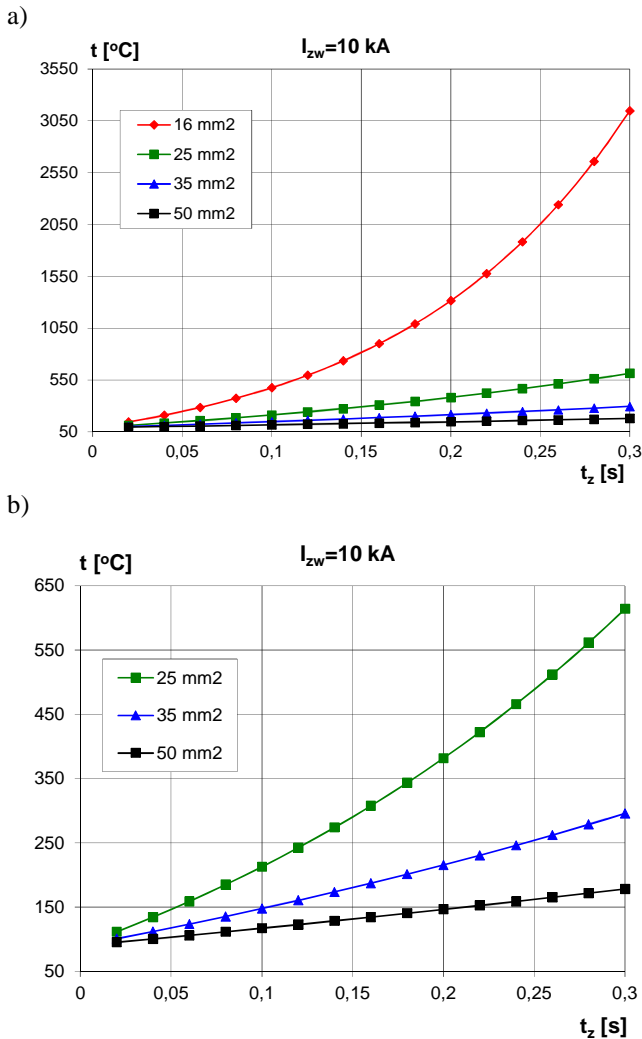 a)
t [°C]
I_zw=10 kA
3550
3050
2550
2050
1550
1050
550
50
16 mm2
25 mm2
35 mm2
50 mm2
0 0,05 0,1 0,15 0,2 0,25 0,3
t_z [s]
b)
I_zw=10 kA
t [°C]
650
550
450
350
250
150
50
25 mm2
35 mm2
50 mm2
0 0,05 0,1 0,15 0,2 0,25 0,3
t_z [s]